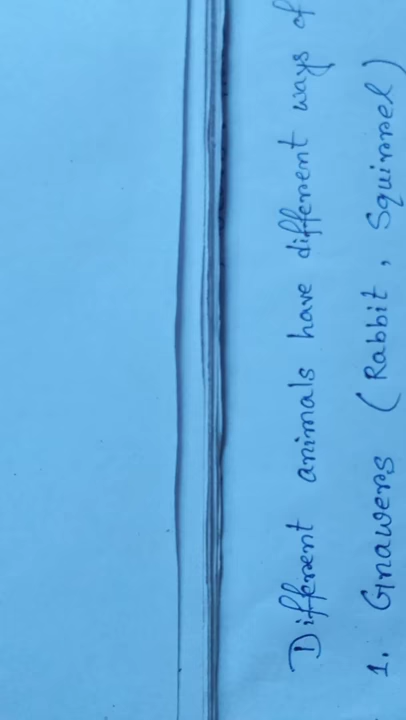 Different animals have different ways of
1. Gnawers (Rabbit, Squirrel)